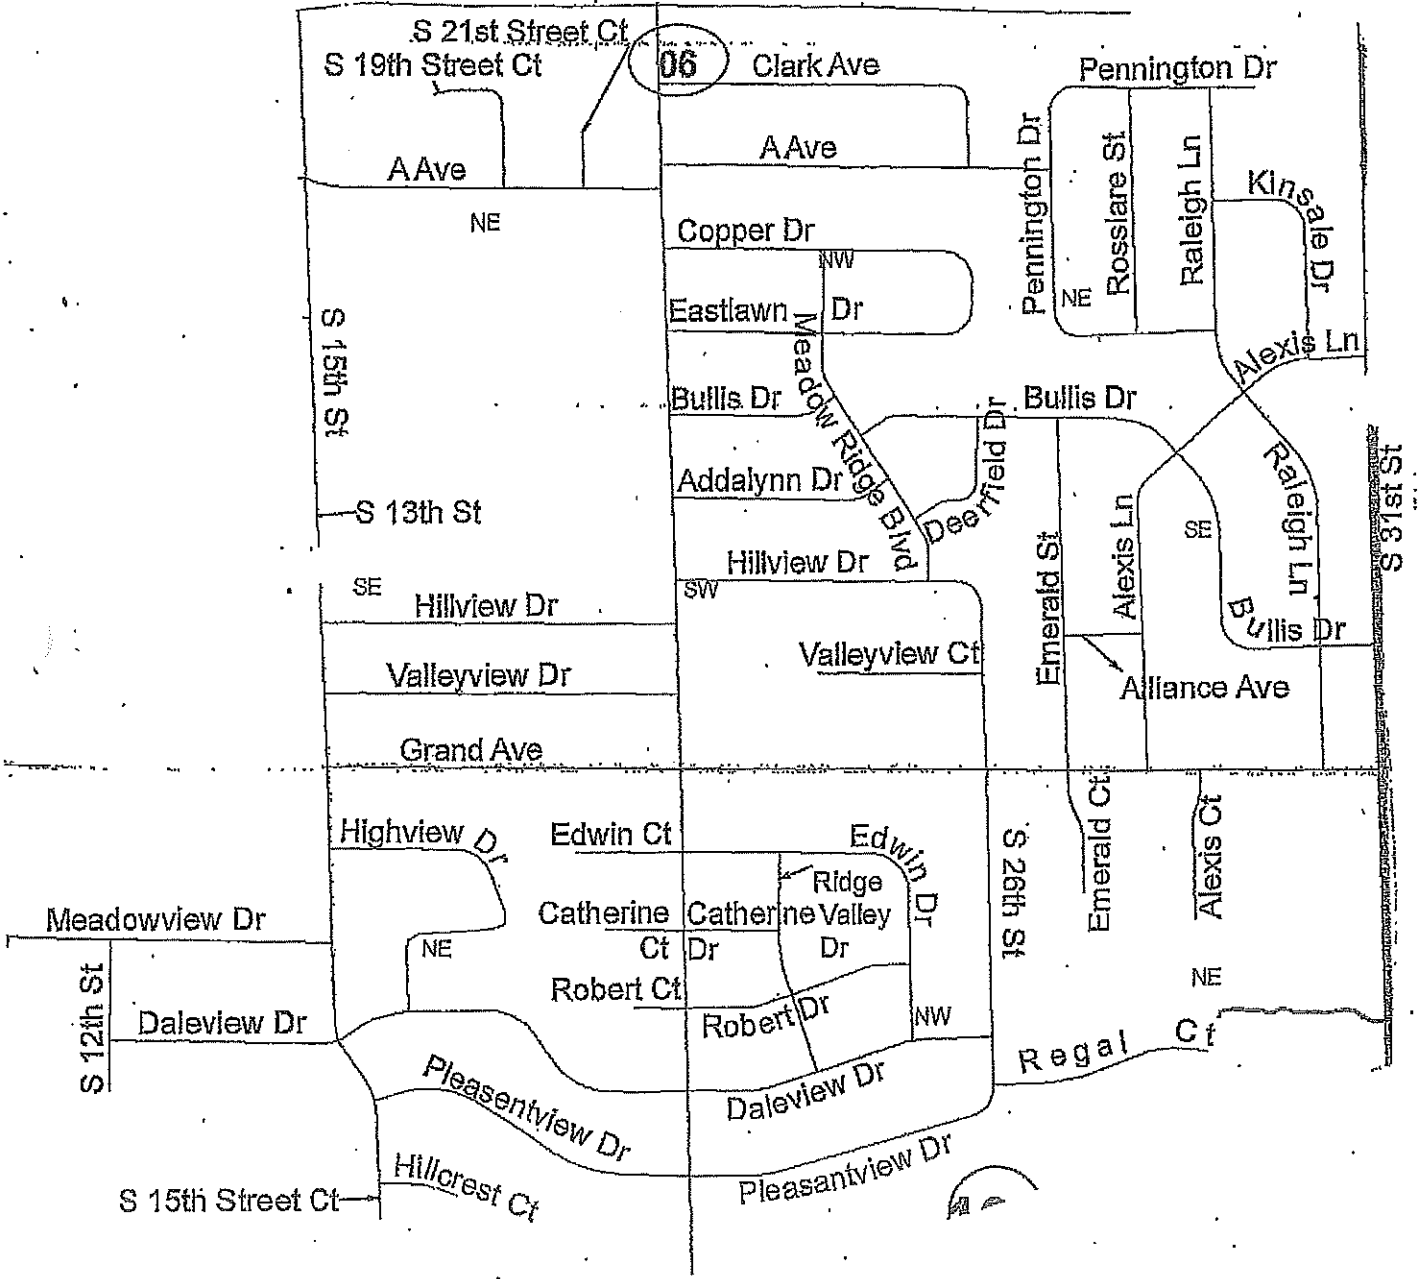 S 21st Street Ct
S 19th Street Ct
06
Clark Ave
Pennington Dr
A Ave
A Ave
Pennington Dr
Rosslare St
Raleigh Ln
Kinsale Dr
NE
Copper Dr
NW
Eastlawn Dr
NE
S 15th St
Meadow Ridge Blvd
Alexis Ln
Bullis Dr
Bullis Dr
Deerfield Dr
Addalynn Dr
Raleigh Ln
S 31st St
S 13th St
SE
Alexis Ln
Emerald St
Hillview Dr
SE
SW
Hillview Dr
Bullis Dr
Valleyview Ct
Valleyview Dr
Alliance Ave
Grand Ave
Emerald Ct
Alexis Ct
Highview Dr
Edwin Ct
Edwin Dr
S 26th St
Ridge
Valley
Dr
Catherine
Ct
Catherine
Dr
Meadowview Dr
NE
NE
S 12th St
Robert Ct
Robert Dr
NW
Daleview Dr
Regal Ct
Pleasentview Dr
Daleview Dr
Pleasantview Dr
Hillcrest Ct
S 15th Street Ct